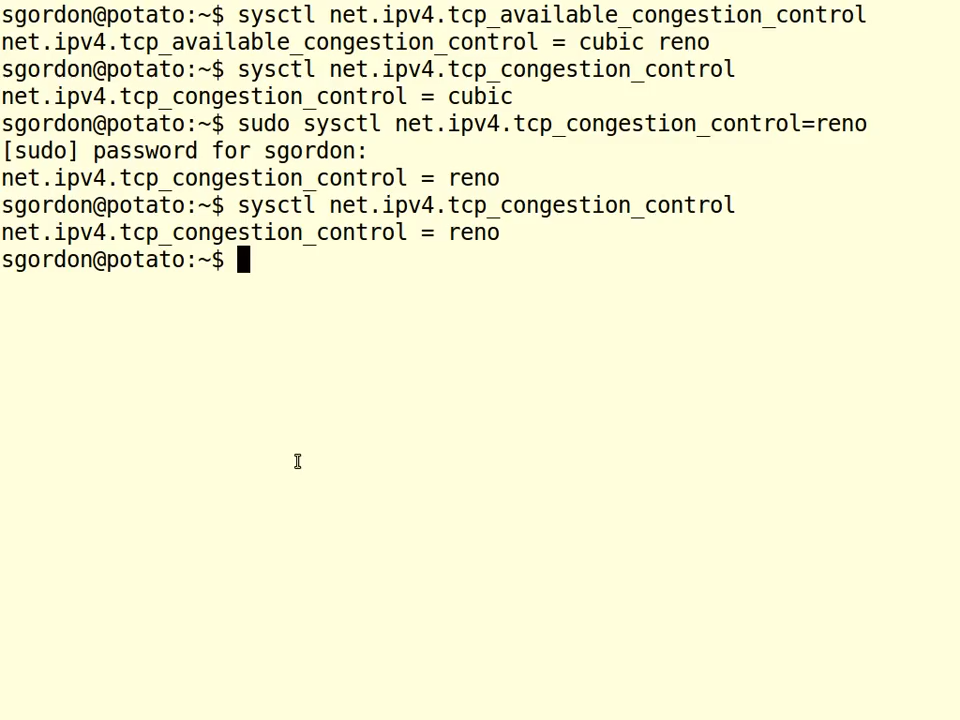 sgordon@potato:~$ sysctl net.ipv4.tcp_available_congestion_control
net.ipv4.tcp_available_congestion_control = cubic reno
sgordon@potato:~$ sysctl net.ipv4.tcp_congestion_control
net.ipv4.tcp_congestion_control = cubic
sgordon@potato:~$ sudo sysctl net.ipv4.tcp_congestion_control=reno
[sudo] password for sgordon:
net.ipv4.tcp_congestion_control = reno
sgordon@potato:~$ sysctl net.ipv4.tcp_congestion_control
net.ipv4.tcp_congestion_control = reno
sgordon@potato:~$